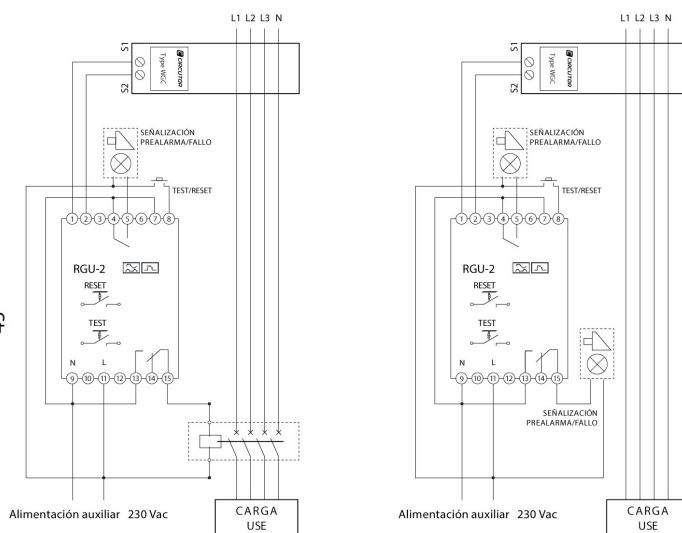 L1 L2 L3 N
S1
S2
CIRCUTOR
Type WGC
SEÑALIZACIÓN
PREALARMA/FALLO
TEST/RESET
1 2 3 4 5 6 7 8
RGU-2
RESET
TEST
N L
9 10 11 12 13 14 15
Alimentación auxiliar 230 Vac
CARGA
USE
L1 L2 L3 N
S1
S2
CIRCUTOR
Type WGC
SEÑALIZACIÓN
PREALARMA/FALLO
TEST/RESET
1 2 3 4 5 6 7 8
RGU-2
RESET
TEST
N L
9 10 11 12 13 14 15
SEÑALIZACIÓN
PREALARMA/FALLO
Alimentación auxiliar 230 Vac
CARGA
USE